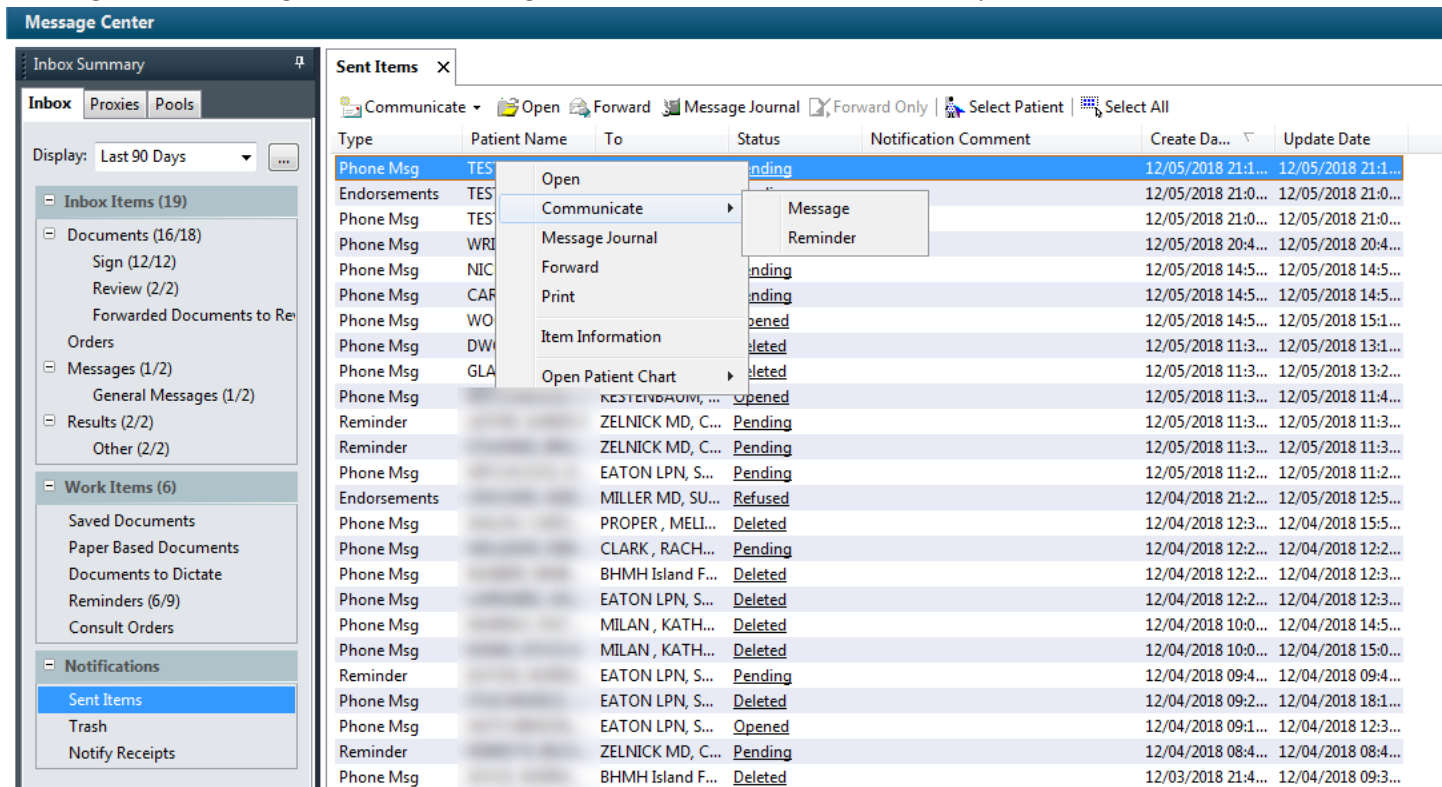 Message Center
Inbox Summary
Inbox Proxies Pools
Display: Last 90 Days ...
Inbox Items (19)
Documents (16/18)
Sign (12/12)
Review (2/2)
Forwarded Documents to Re
Orders
Messages (1/2)
General Messages (1/2)
Results (2/2)
Other (2/2)
Work Items (6)
Saved Documents
Paper Based Documents
Documents to Dictate
Reminders (6/9)
Consult Orders
Notifications
Sent Items
Trash
Notify Receipts
Sent Items X
Communicate Open Forward Message Journal Forward Only Select Patient Select All
Type Patient Name To Status Notification Comment Create Da... Update Date
Phone Msg TES ending 12/05/2018 21:1... 12/05/2018 21:1...
Endorsements TES 12/05/2018 21:0... 12/05/2018 21:0...
Phone Msg TES 12/05/2018 21:0... 12/05/2018 21:0...
Phone Msg WRI 12/05/2018 20:4... 12/05/2018 20:4...
Phone Msg NIC ending 12/05/2018 14:5... 12/05/2018 14:5...
Phone Msg CAR ending 12/05/2018 14:5... 12/05/2018 14:5...
Phone Msg WO pened 12/05/2018 14:5... 12/05/2018 15:1...
Phone Msg DW eleted 12/05/2018 11:3... 12/05/2018 13:1...
Phone Msg GLA eleted 12/05/2018 11:3... 12/05/2018 13:2...
Phone Msg KESTENBAUM, ... Opened 12/05/2018 11:3... 12/05/2018 11:4...
Reminder ZELNICK MD, C... Pending 12/05/2018 11:3... 12/05/2018 11:3...
Reminder ZELNICK MD, C... Pending 12/05/2018 11:3... 12/05/2018 11:3...
Phone Msg EATON LPN, S... Pending 12/05/2018 11:2... 12/05/2018 11:2...
Endorsements MILLER MD, SU... Refused 12/04/2018 21:2... 12/05/2018 12:5...
Phone Msg PROPER , MELI... Deleted 12/04/2018 12:3... 12/04/2018 15:5...
Phone Msg CLARK , RACH... Pending 12/04/2018 12:2... 12/04/2018 12:2...
Phone Msg BHMH Island F... Deleted 12/04/2018 12:2... 12/04/2018 12:3...
Phone Msg EATON LPN, S... Deleted 12/04/2018 12:2... 12/04/2018 12:3...
Phone Msg MILAN , KATH... Deleted 12/04/2018 10:0... 12/04/2018 14:5...
Phone Msg MILAN , KATH... Deleted 12/04/2018 10:0... 12/04/2018 15:0...
Reminder EATON LPN, S... Pending 12/04/2018 09:4... 12/04/2018 09:4...
Phone Msg EATON LPN, S... Deleted 12/04/2018 09:2... 12/04/2018 18:1...
Phone Msg EATON LPN, S... Opened 12/04/2018 09:1... 12/04/2018 12:3...
Reminder ZELNICK MD, C... Pending 12/04/2018 08:4... 12/04/2018 08:4...
Phone Msg BHMH Island F... Deleted 12/03/2018 21:4... 12/04/2018 09:3...
Open
Communicate
Message Journal
Forward
Print
Item Information
Open Patient Chart
Message
Reminder